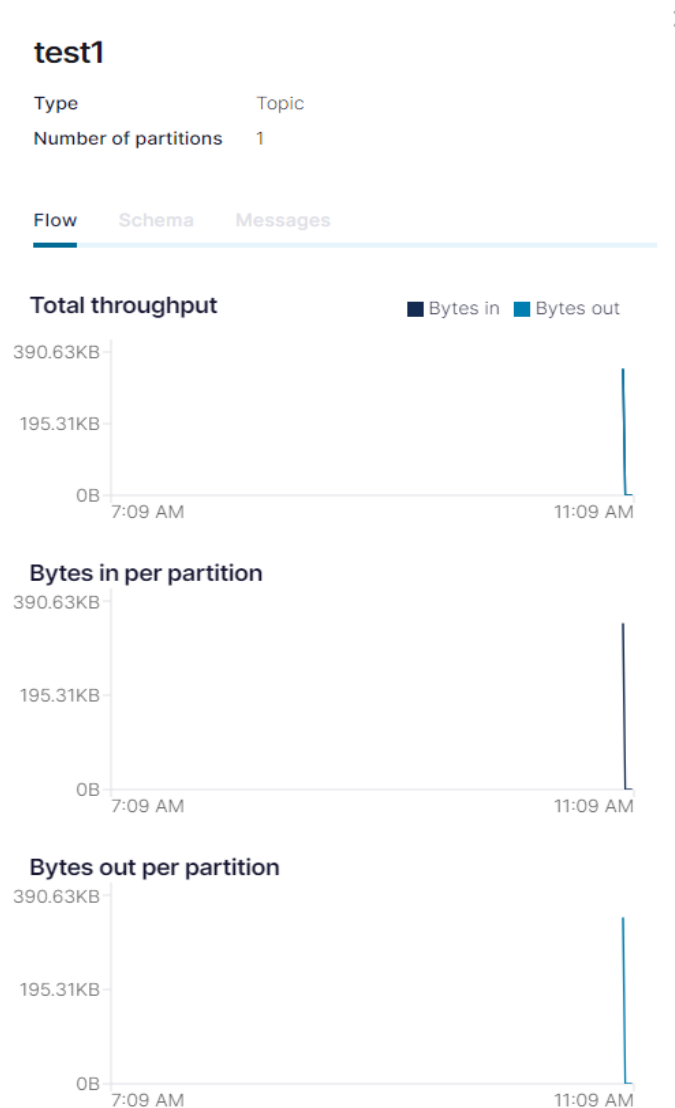 test1
Type Topic
Number of partitions 1
Flow Schema Messages
Total throughput Bytes in Bytes out
390.63KB
195.31KB
0B
7:09 AM 11:09 AM
Bytes in per partition
390.63KB
195.31KB
0B
7:09 AM 11:09 AM
Bytes out per partition
390.63KB
195.31KB
0B
7:09 AM 11:09 AM